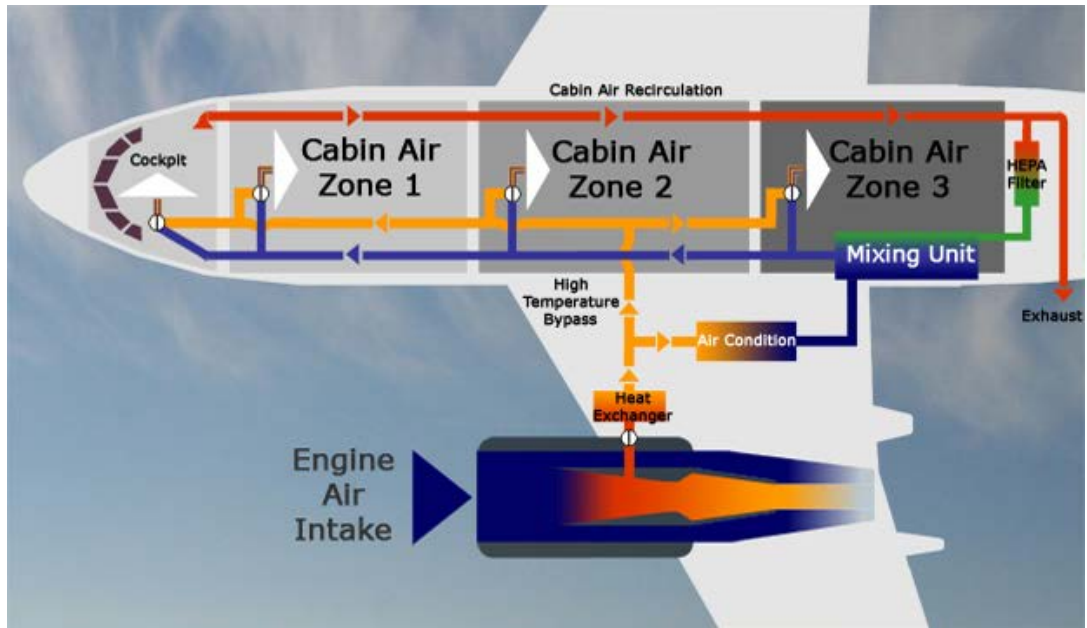 Cabin Air Recirculation
Cockpit
Cabin Air
Zone 1
Cabin Air
Zone 2
Cabin Air
Zone 3
HEPA
Filter
Mixing Unit
High
Temperature
Bypass
Exhaust
Air Condition
Heat
Exchanger
Engine
Air
Intake